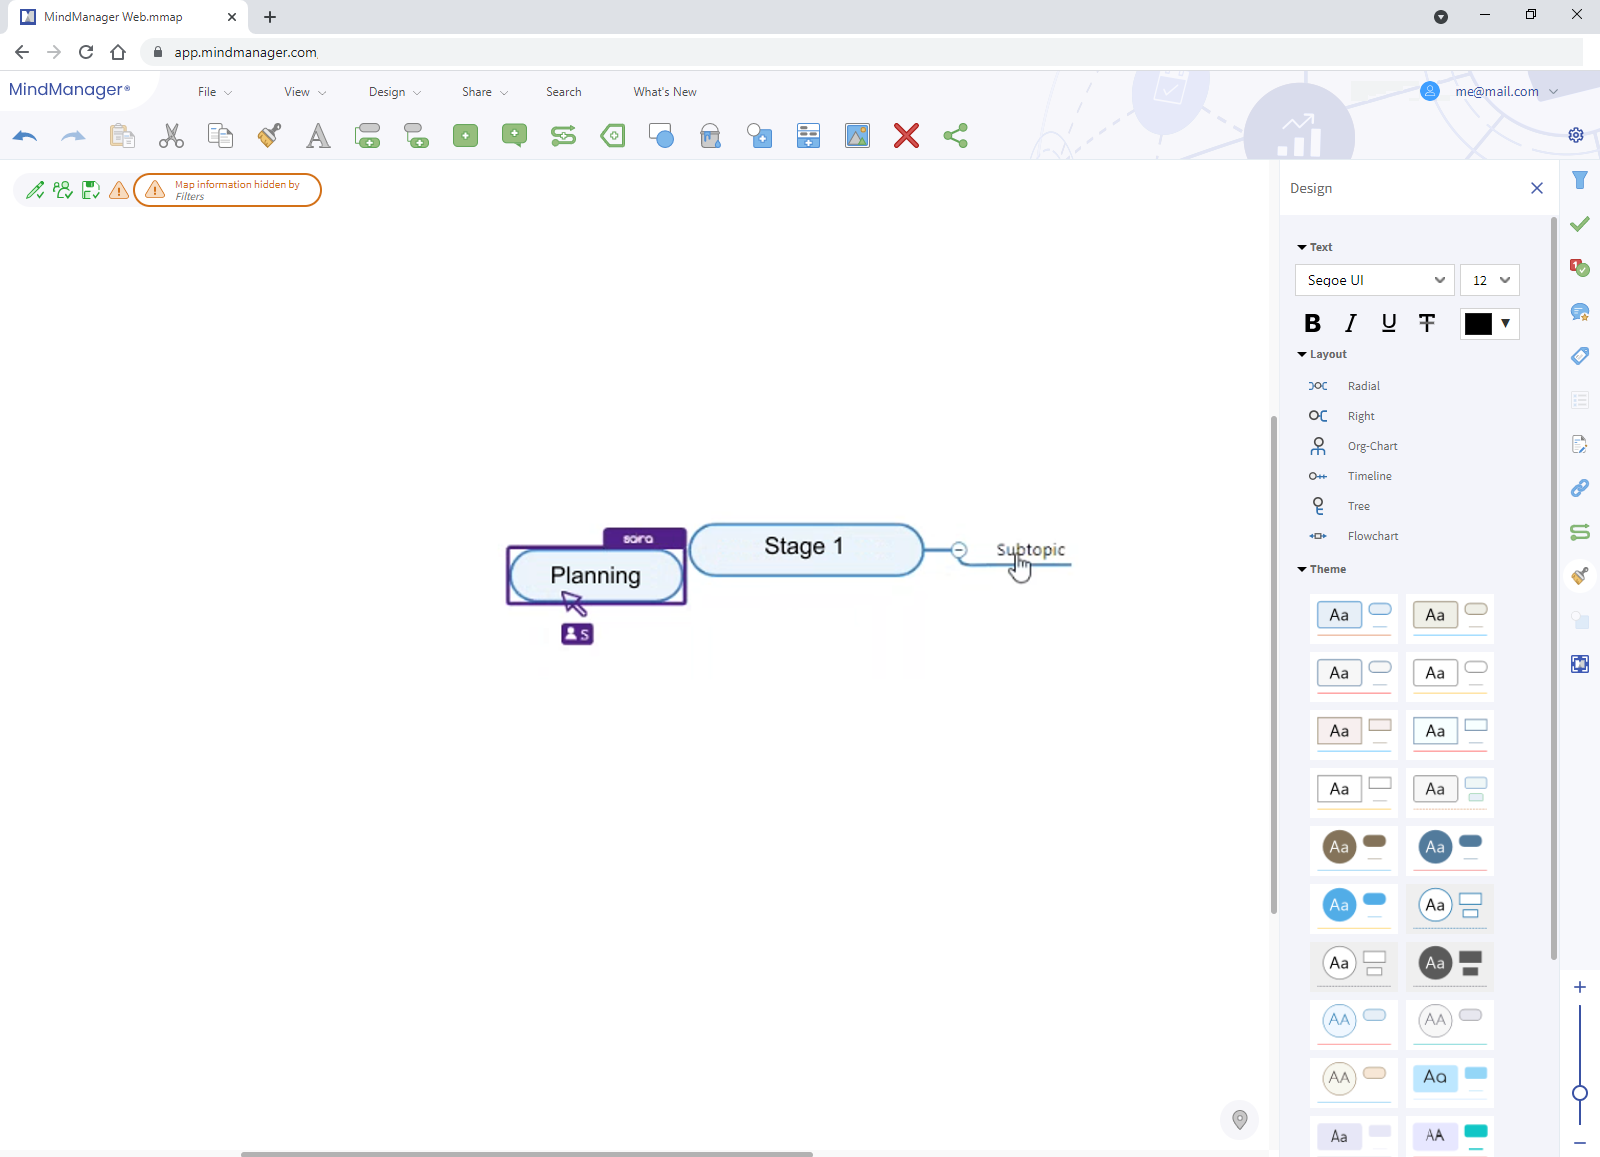 MindManager Web.mmap
app.mindmanager.com
MindManager®
File
View
Design
Share
Search
What's New
me@mail.com
Map information hidden by
Filters
Design
Text
Segoe UI
12
B I U T
Layout
Radial
Right
Org-Chart
Timeline
Tree
Flowchart
Theme
Aa Aa
Aa Aa
Aa Aa
Aa Aa
Aa Aa
Aa Aa
Aa Aa
AA AA
AA Aa
Aa AA
sara
Stage 1
Subtopic
Planning
S
1